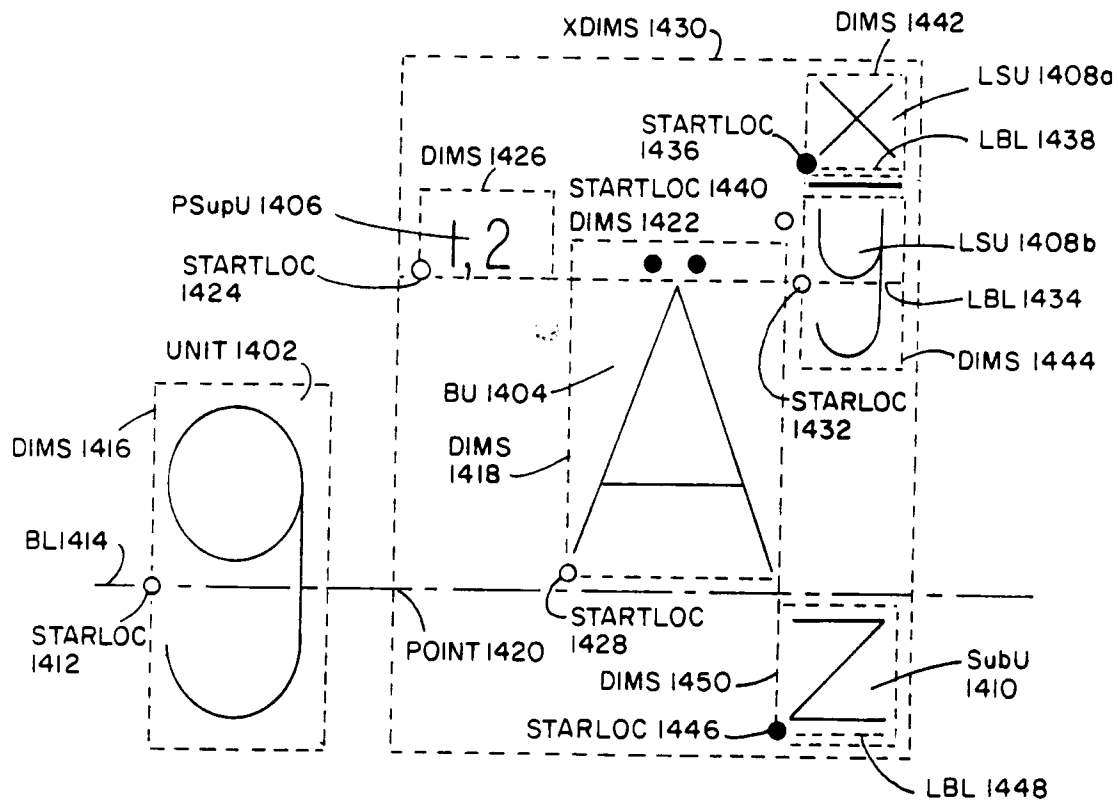 DIMS 1442
XDIMS 1430
LSU 1408a
X
STARTLOC
1436
LBL 1438
DIMS 1426
STARTLOC 1440
PSupU 1406
1,2
DIMS 1422
LSU 1408b
y
STARTLOC
1424
LBL 1434
UNIT 1402
DIMS 1444
BU 1404
Ä
STARLOC
1432
DIMS 1416
DIMS
1418
g
BL1414
STARLOC
1412
POINT 1420
STARTLOC
1428
DIMS 1450
Z
SubU
1410
STARLOC 1446
LBL 1448